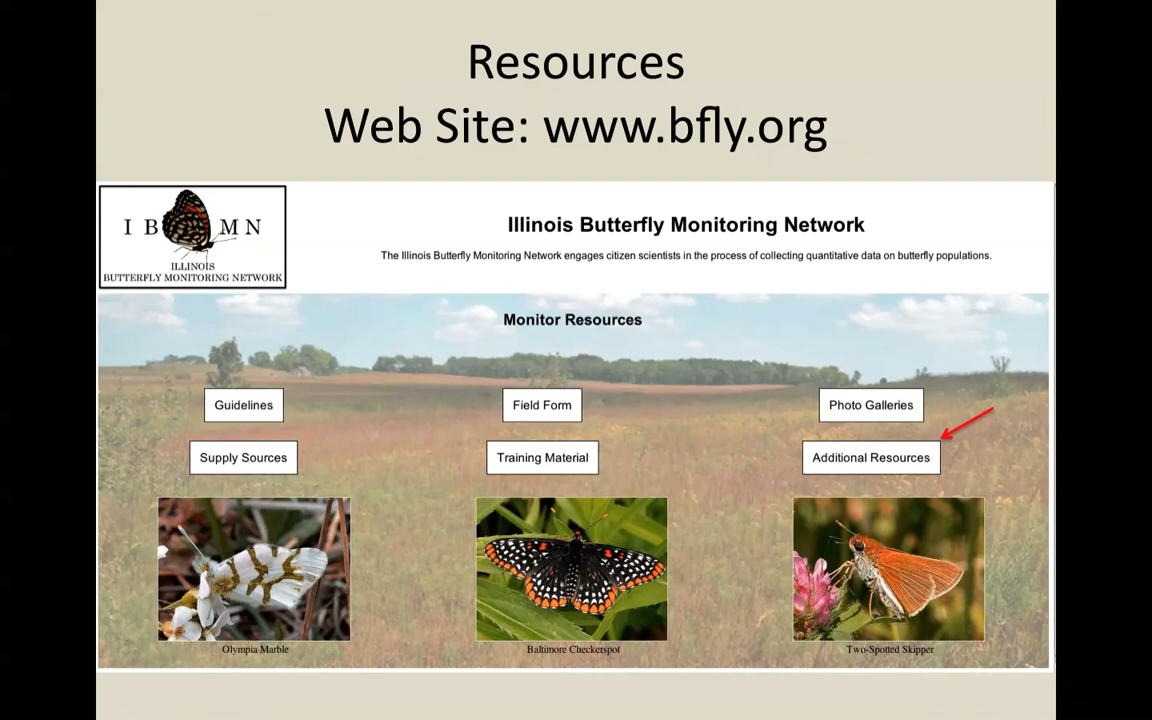 Resources
Web Site: www.bfly.org
I B M N
ILLINOIS
BUTTERFLY MONITORING NETWORK
Illinois Butterfly Monitoring Network
The Illinois Butterfly Monitoring Network engages citizen scientists in the process of collecting quantitative data on butterfly populations.
Monitor Resources
Guidelines
Field Form
Photo Galleries
Supply Sources
Training Material
Additional Resources
Olympia Marble
Baltimore Checkerspot
Two-Spotted Skipper